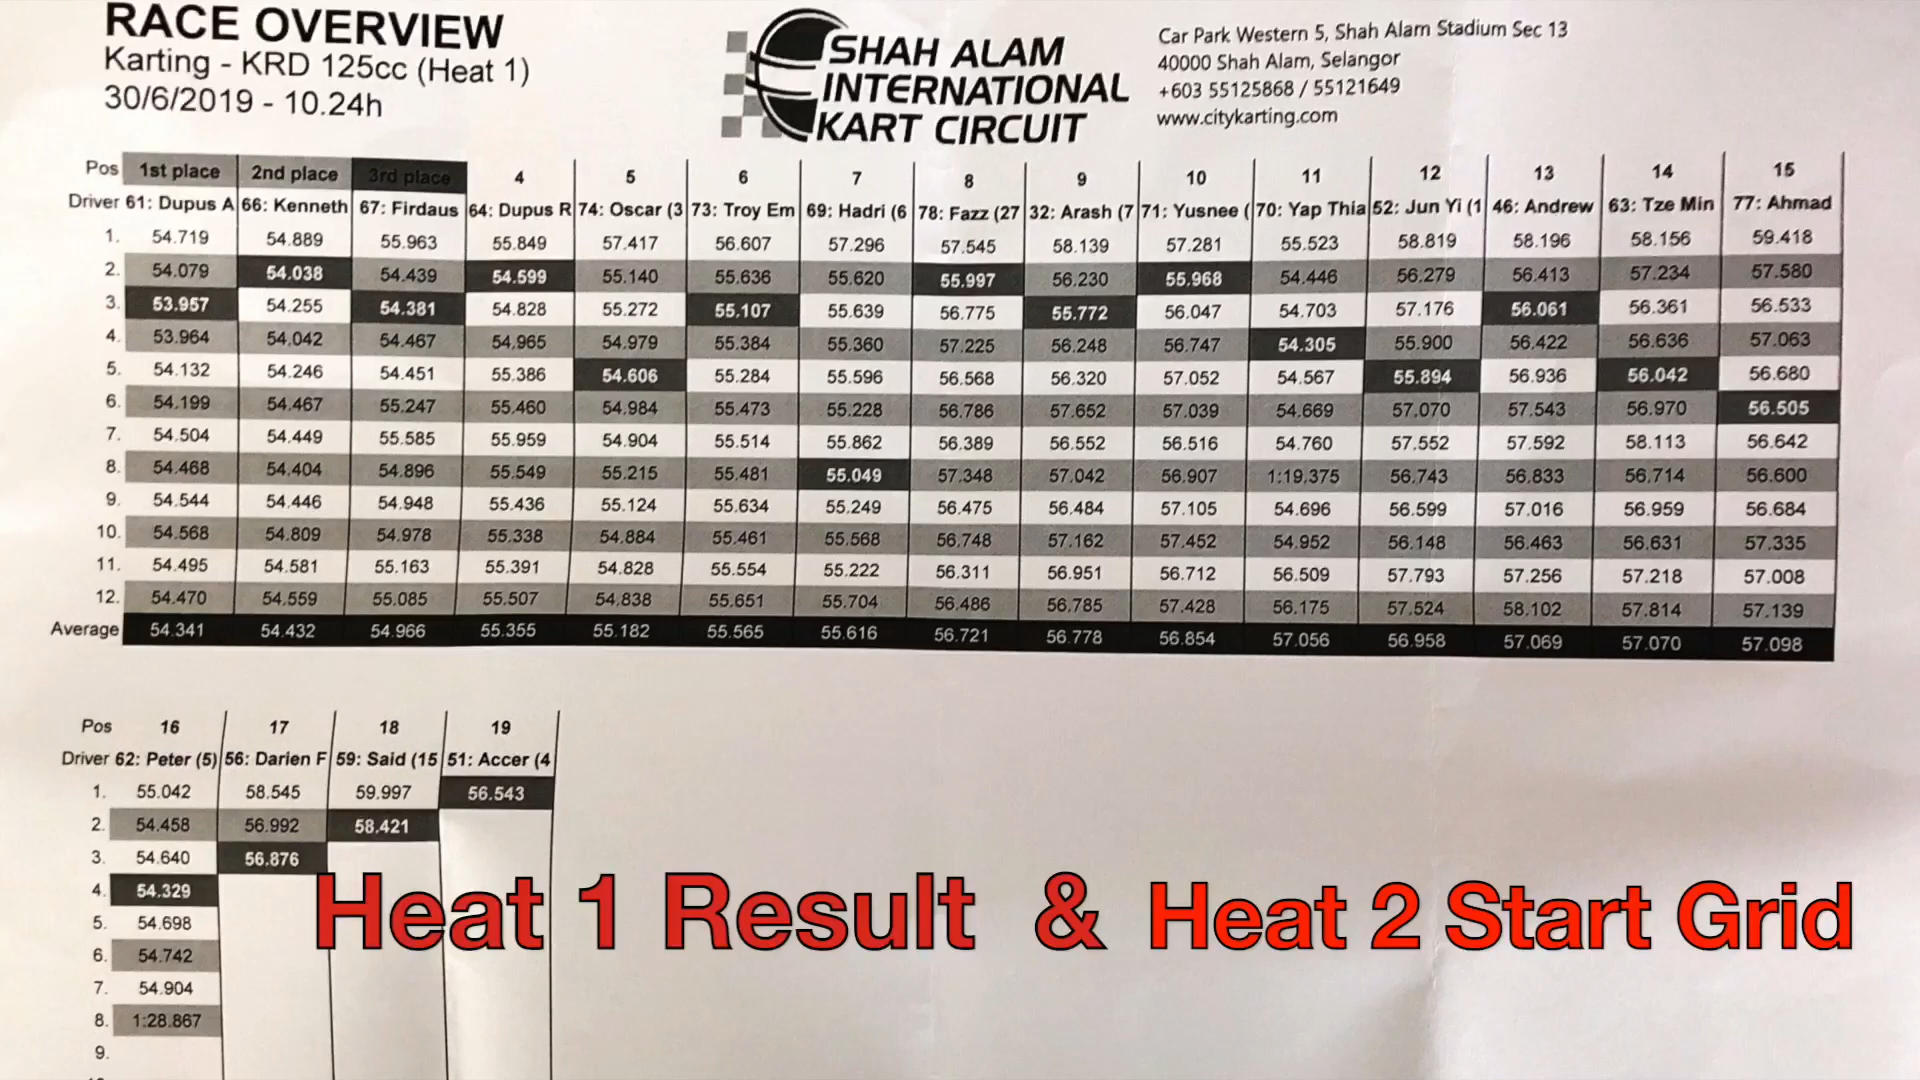 RACE OVERVIEW
Karting - KRD 125cc (Heat 1)
30/6/2019 - 10.24h
SHAH ALAM
INTERNATIONAL
KART CIRCUIT
Car Park Western 5, Shah Alam Stadium Sec 13
40000 Shah Alam, Selangor
+603 55125868 / 55121649
www.citykarting.com
Pos 1st place 2nd place 3rd place 4 5 6 7 8 9 10 11 12 13 14 15
Driver 61: Dupus A 66: Kenneth 67: Firdaus 64: Dupus R 74: Oscar (3 73: Troy Em 69: Hadri (6 78: Fazz (27 32: Arash (7 71: Yusnee ( 70: Yap Thia 52: Jun Yi (1 46: Andrew 63: Tze Min 77: Ahmad
1. 54.719 54.889 55.963 55.849 57.417 56.607 57.296 57.545 58.139 57.281 55.523 58.819 58.196 58.156 59.418
2. 54.079 54.038 54.439 54.599 55.140 55.636 55.620 55.997 56.230 55.968 54.446 56.279 56.413 57.234 57.580
3. 53.957 54.255 54.381 54.828 55.272 55.107 55.639 56.775 55.772 56.047 54.703 57.176 56.061 56.361 56.533
4. 53.964 54.042 54.467 54.965 54.979 55.384 55.360 57.225 56.248 56.747 54.305 55.900 56.422 56.636 57.063
5. 54.132 54.246 54.451 55.386 54.606 55.284 55.596 56.568 56.320 57.052 54.567 55.894 56.936 56.042 56.680
6. 54.199 54.467 55.247 55.460 54.984 55.473 55.228 56.786 57.652 57.039 54.669 57.070 57.543 56.970 56.505
7. 54.504 54.449 55.585 55.959 54.904 55.514 55.862 56.389 56.552 56.516 54.760 57.552 57.592 58.113 56.642
8. 54.468 54.404 54.896 55.549 55.215 55.481 55.049 57.348 57.042 56.907 1:19.375 56.743 56.833 56.714 56.600
9. 54.544 54.446 54.948 55.436 55.124 55.634 55.249 56.475 56.484 57.105 54.696 56.599 57.016 56.959 56.684
10. 54.568 54.809 54.978 55.338 54.884 55.461 55.568 56.748 57.162 57.452 54.952 56.148 56.463 56.631 57.335
11. 54.495 54.581 55.163 55.391 54.828 55.554 55.222 56.311 56.951 56.712 56.509 57.793 57.256 57.218 57.008
12. 54.470 54.559 55.085 55.507 54.838 55.651 55.704 56.486 56.785 57.428 56.175 57.524 58.102 57.814 57.139
Average 54.341 54.432 54.966 55.355 55.182 55.565 55.616 56.721 56.778 56.854 57.056 56.958 57.069 57.070 57.098
Pos 16 17 18 19
Driver 62: Peter (5) 56: Darien F 59: Said (15 51: Accer (4
1. 55.042 58.545 59.997 56.543
2. 54.458 56.992 58.421
3. 54.640 56.876
4. 54.329
5. 54.698
6. 54.742
7. 54.904
8. 1:28.867
9.
Heat 1 Result & Heat 2 Start Grid